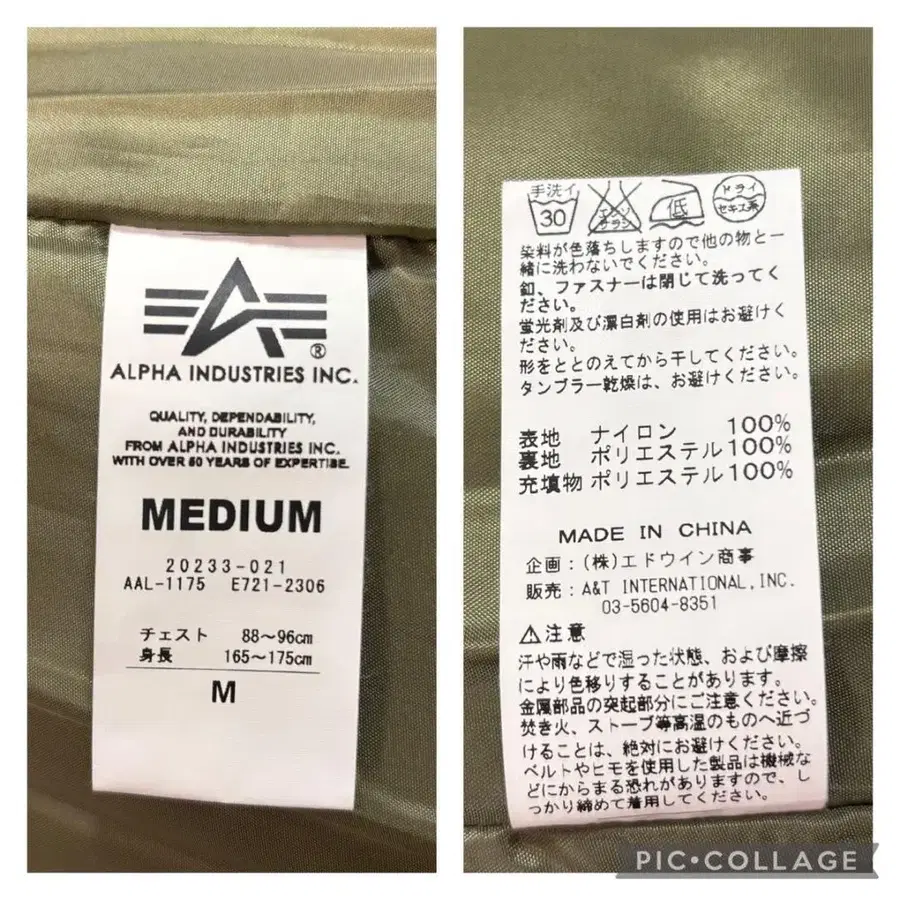 ALPHA INDUSTRIES INC.
®
QUALITY, DEPENDABILITY,
AND DURABILITY
FROM ALPHA INDUSTRIES INC.
WITH OVER 50 YEARS OF EXPERTISE.
MEDIUM
20233-021
AAL-1175 E721-2306
チェスト 88～96cm
身長 165～175cm
M
手洗イ
30
エンソ
サラシ
低
ドライ
セキユ系
染料が色落ちしますので他の物と一
緒に洗わないでください。
釦、ファスナーは閉じて洗ってく
ださい。
蛍光剤及び漂白剤の使用はお避けく
ださい。
形をととのえてから干してください。
タンブラー乾燥は、お避けください。
表地 ナイロン 100%
裏地 ポリエステル100%
充填物 ポリエステル100%
MADE IN CHINA
企画：(株)エドウイン商事
販売：A&T INTERNATIONAL,INC.
03-5604-8351
⚠注意
汗や雨などで湿った状態、および摩擦
により色移りすることがあります。
金属部品の突起部分にご注意ください。
焚き火、ストーブ等高温のものへ近づ
けることは、絶対にお避けください。
ベルトやヒモを使用した製品は機械な
どにからまる恐れがありますので、し
っかり締めて着用してください。
PIC•COLLAGE